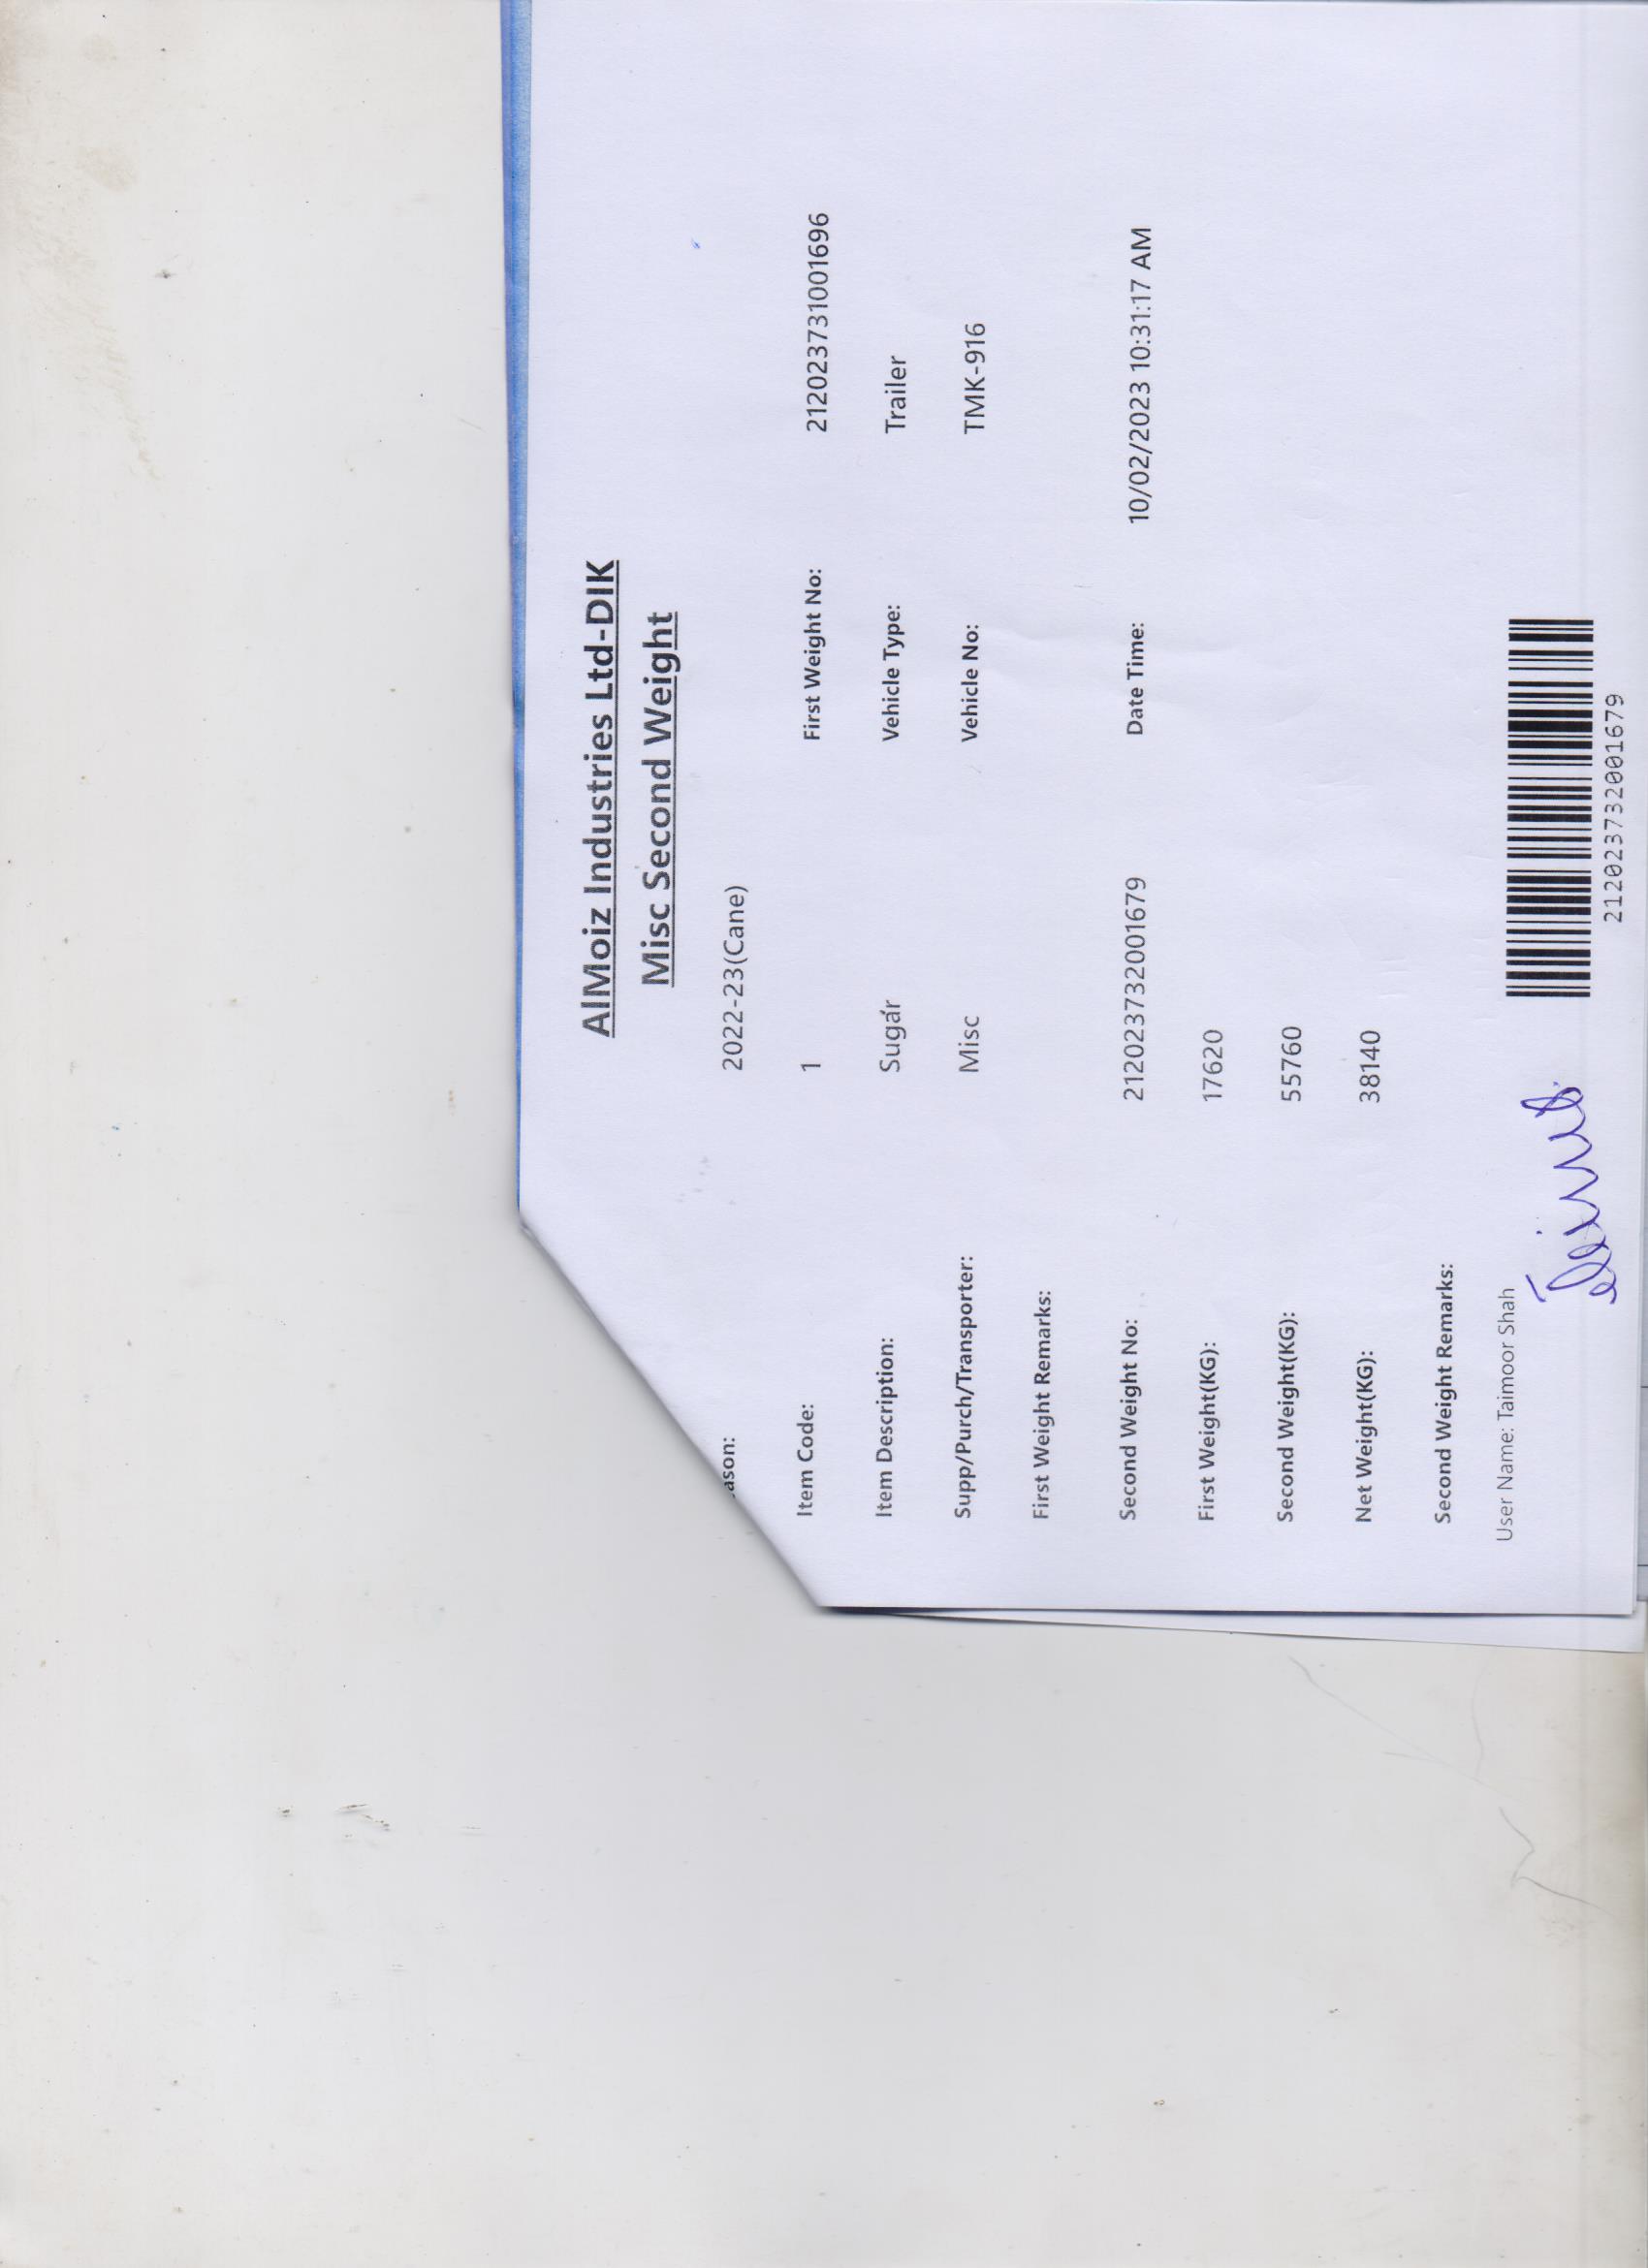 AlMoiz Industries Ltd-DIK
Misc Second Weight
ason: 2022-23(Cane)
Item Code: 1 First Weight No: 212023731001696
Item Description: Sugar Vehicle Type: Trailer
Supp/Purch/Transporter: Misc Vehicle No: TMK-916
First Weight Remarks:
Second Weight No: 212023732001679 Date Time: 10/02/2023 10:31:17 AM
First Weight(KG): 17620
Second Weight(KG): 55760
Net Weight(KG): 38140
Second Weight Remarks:
User Name: Taimoor Shah
212023732001679